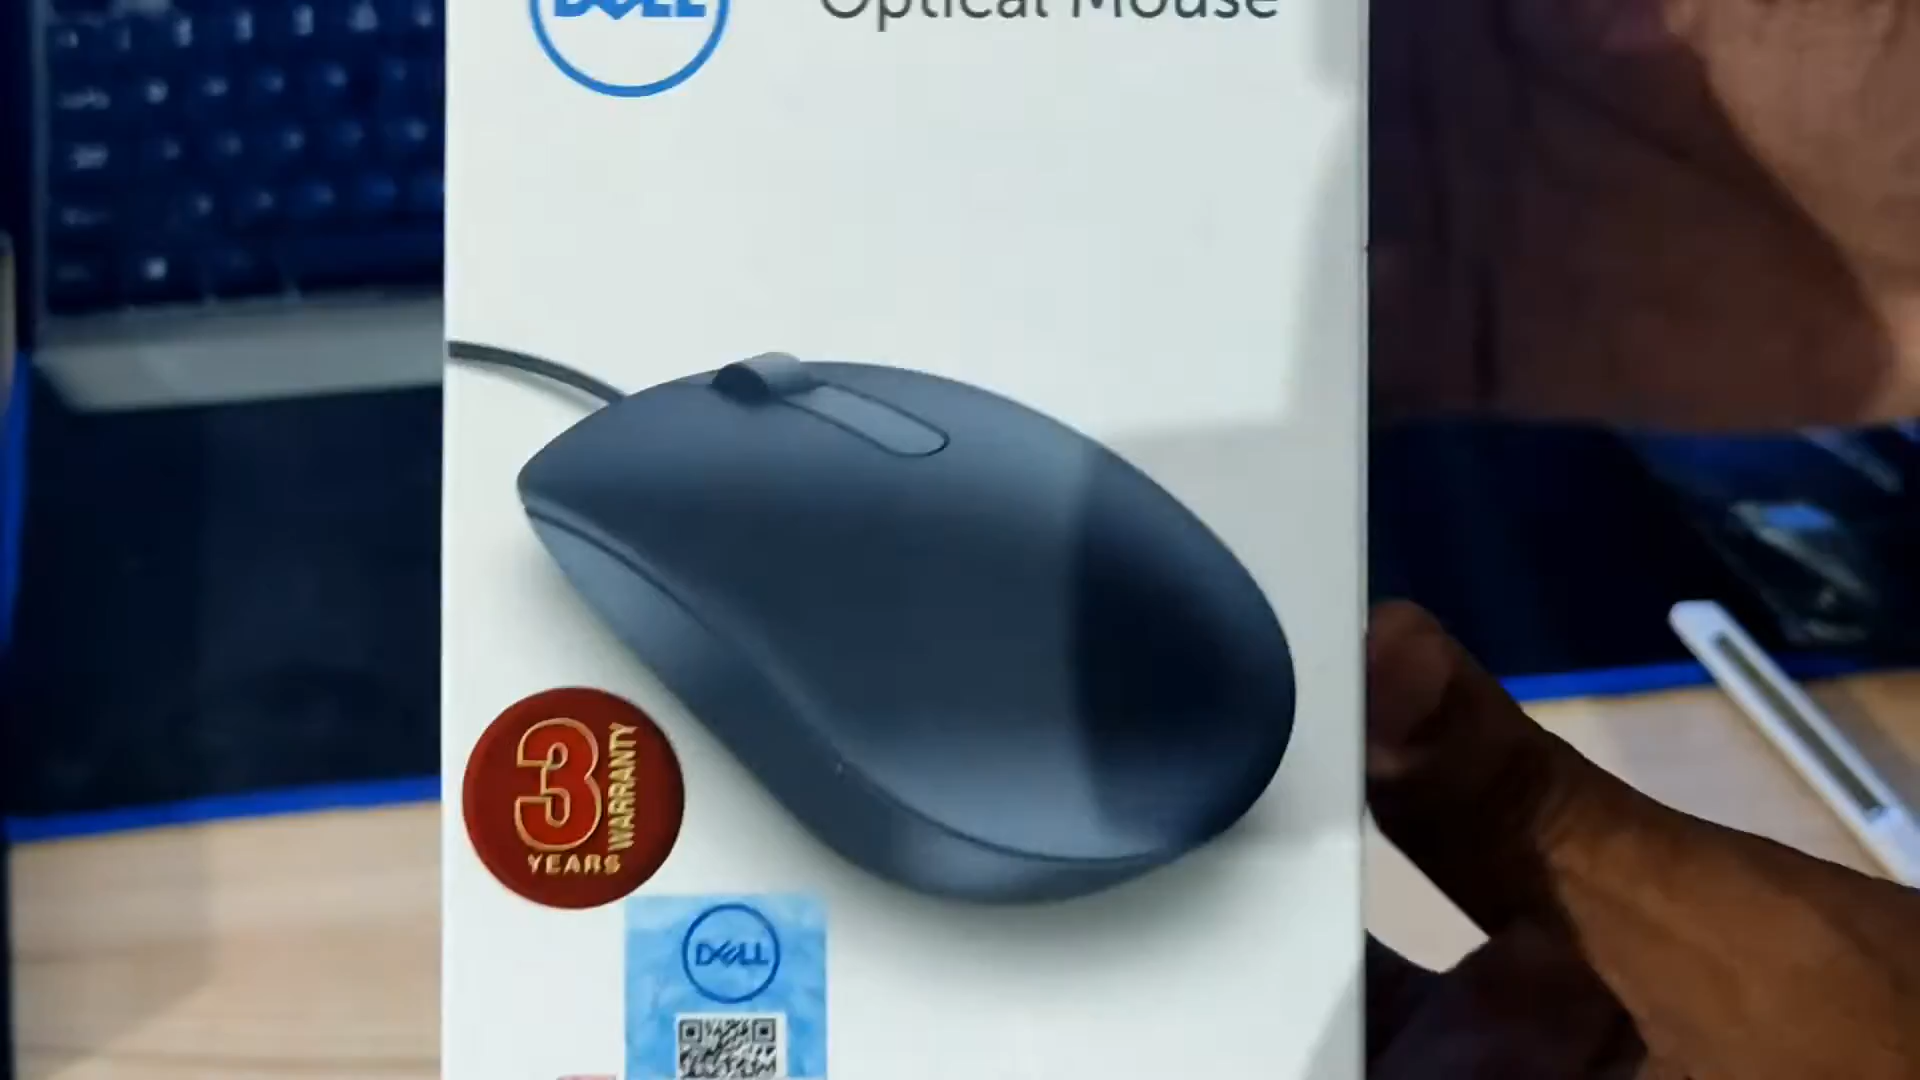 DELL
Optical Mouse
3
YEARS
WARRANTY
DELL